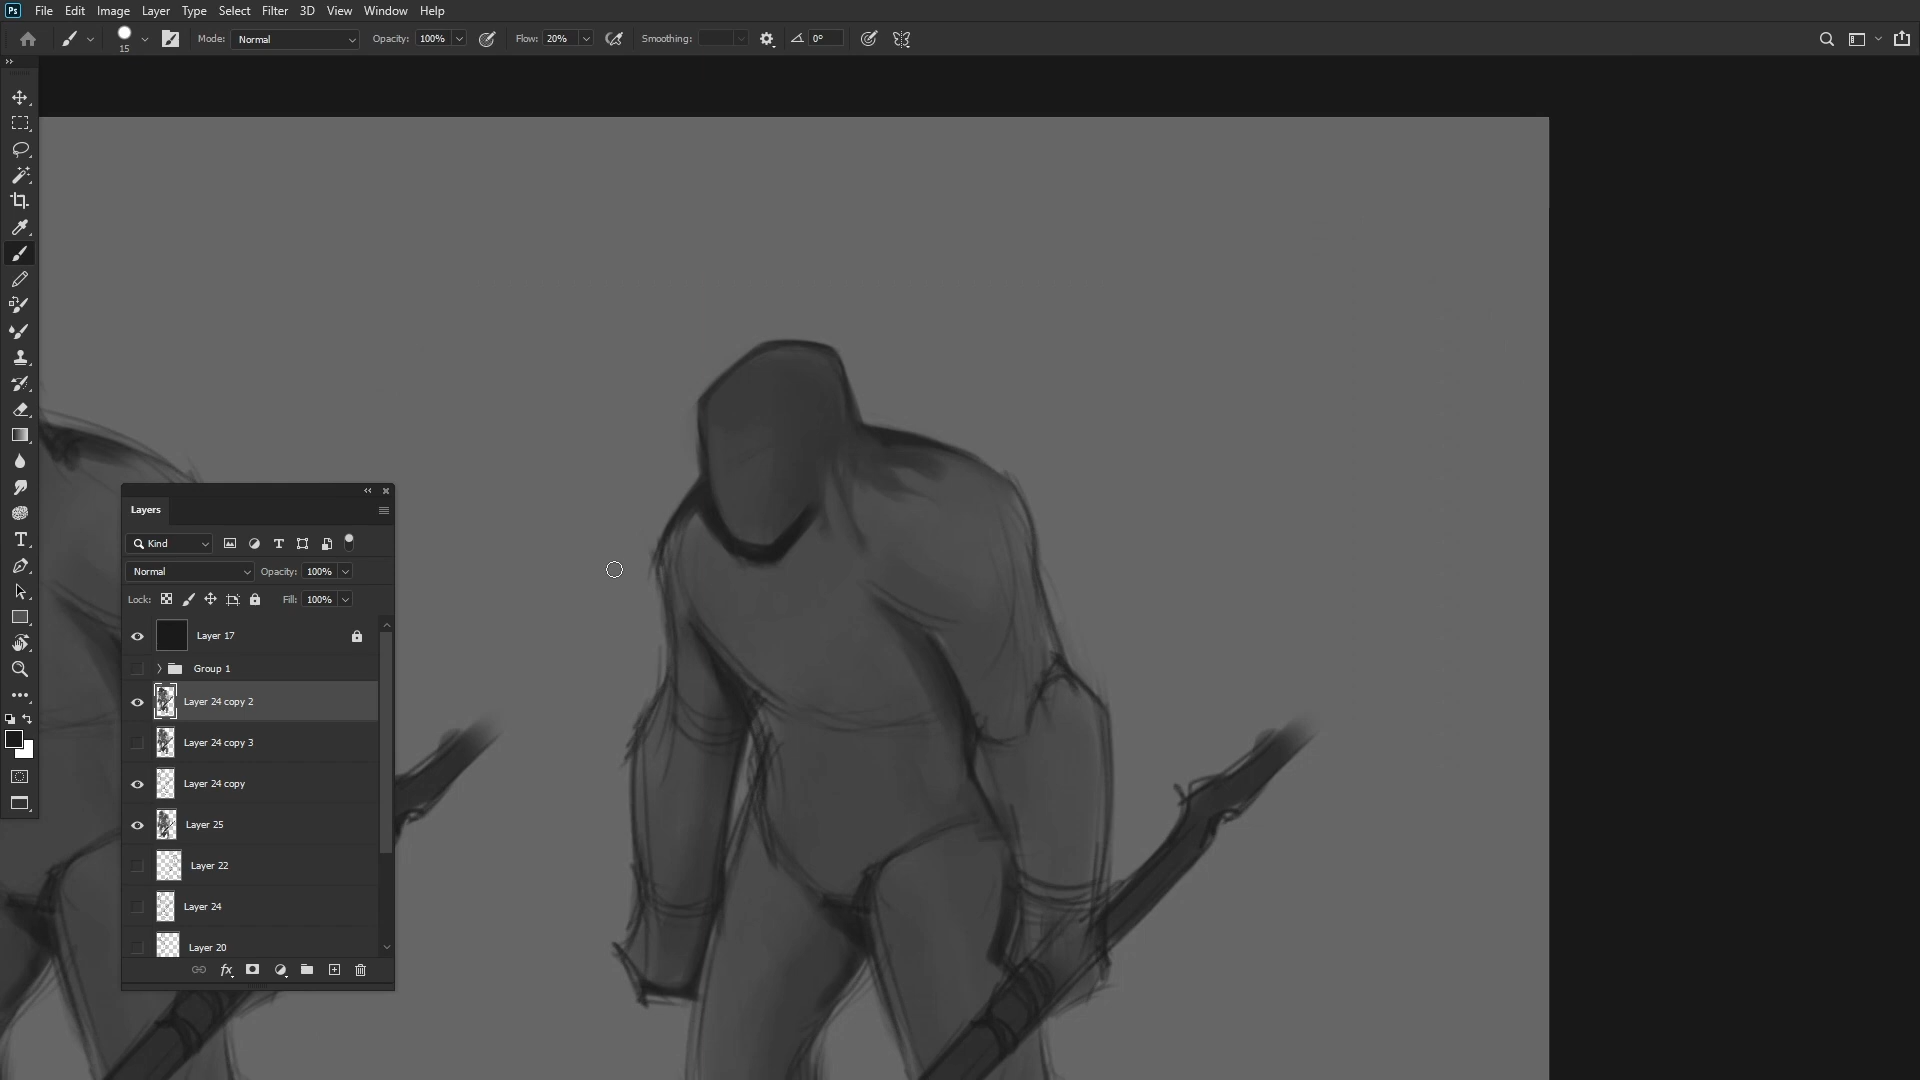 Ps File Edit Image Layer Type Select Filter 3D View Window Help
15 Mode: Normal Opacity: 100% Flow: 20% Smoothing: 0°
Layers
Kind
Normal Opacity: 100%
Lock: Fill: 100%
Layer 17
Group 1
Layer 24 copy 2
Layer 24 copy 3
Layer 24 copy
Layer 25
Layer 22
Layer 24
Layer 20
fx